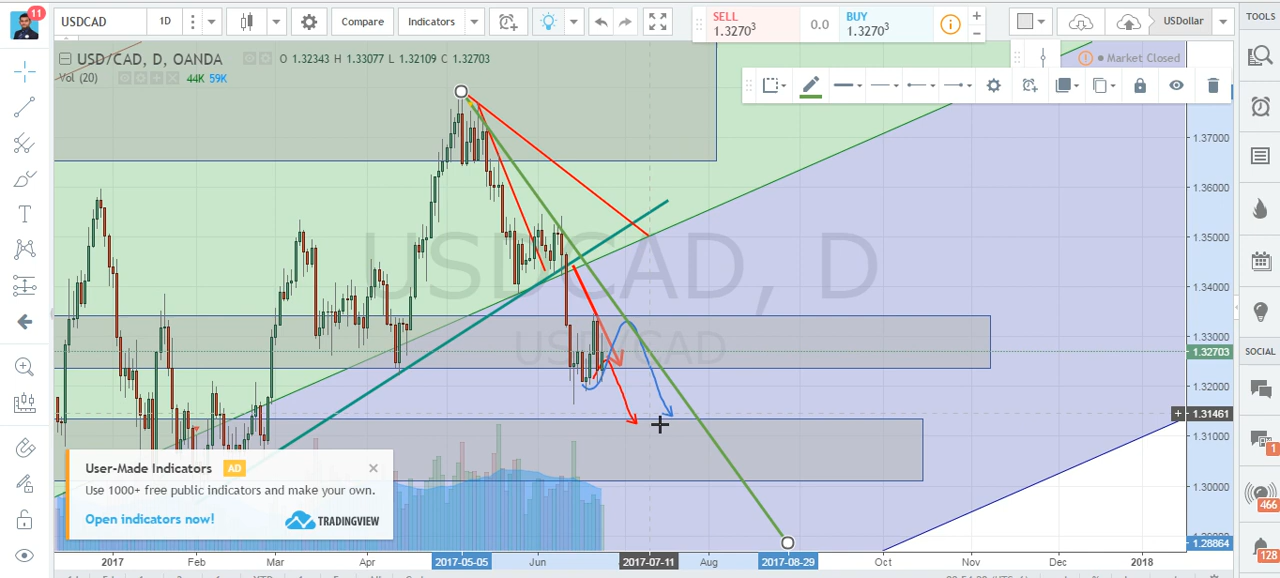 11
USDCAD
1D
Compare
Indicators
SELL
1.32703
0.0
BUY
1.32703
USDollar
TOOLS
USD/CAD, D, OANDA
O 1.32343 H 1.33077 L 1.32109 C 1.32703
Market Closed
Vol (20)
44K 59K
USDCAD, D
USD/CAD
1.37000
1.36000
1.35000
1.34000
1.33000
1.32703
1.32000
1.31461
1.31000
1.30000
1.28864
SOCIAL
1
466
128
User-Made Indicators AD
Use 1000+ free public indicators and make your own.
Open indicators now!
TRADINGVIEW
2017
Feb
Mar
Apr
2017-05-05
Jun
2017-07-11
Aug
2017-08-29
Oct
Nov
Dec
2018